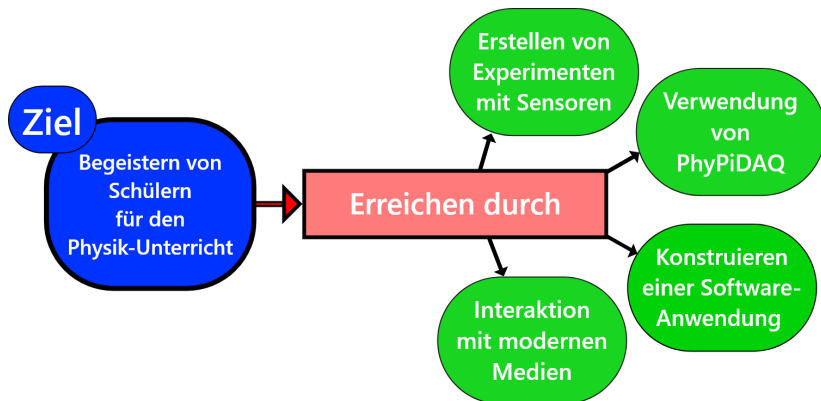 Ziel
Begeistern von
Schülern
für den
Physik-Unterricht
Erreichen durch
Erstellen von
Experimenten
mit Sensoren
Verwendung
von
PhyPiDAQ
Konstruieren
einer Software-
Anwendung
Interaktion
mit modernen
Medien